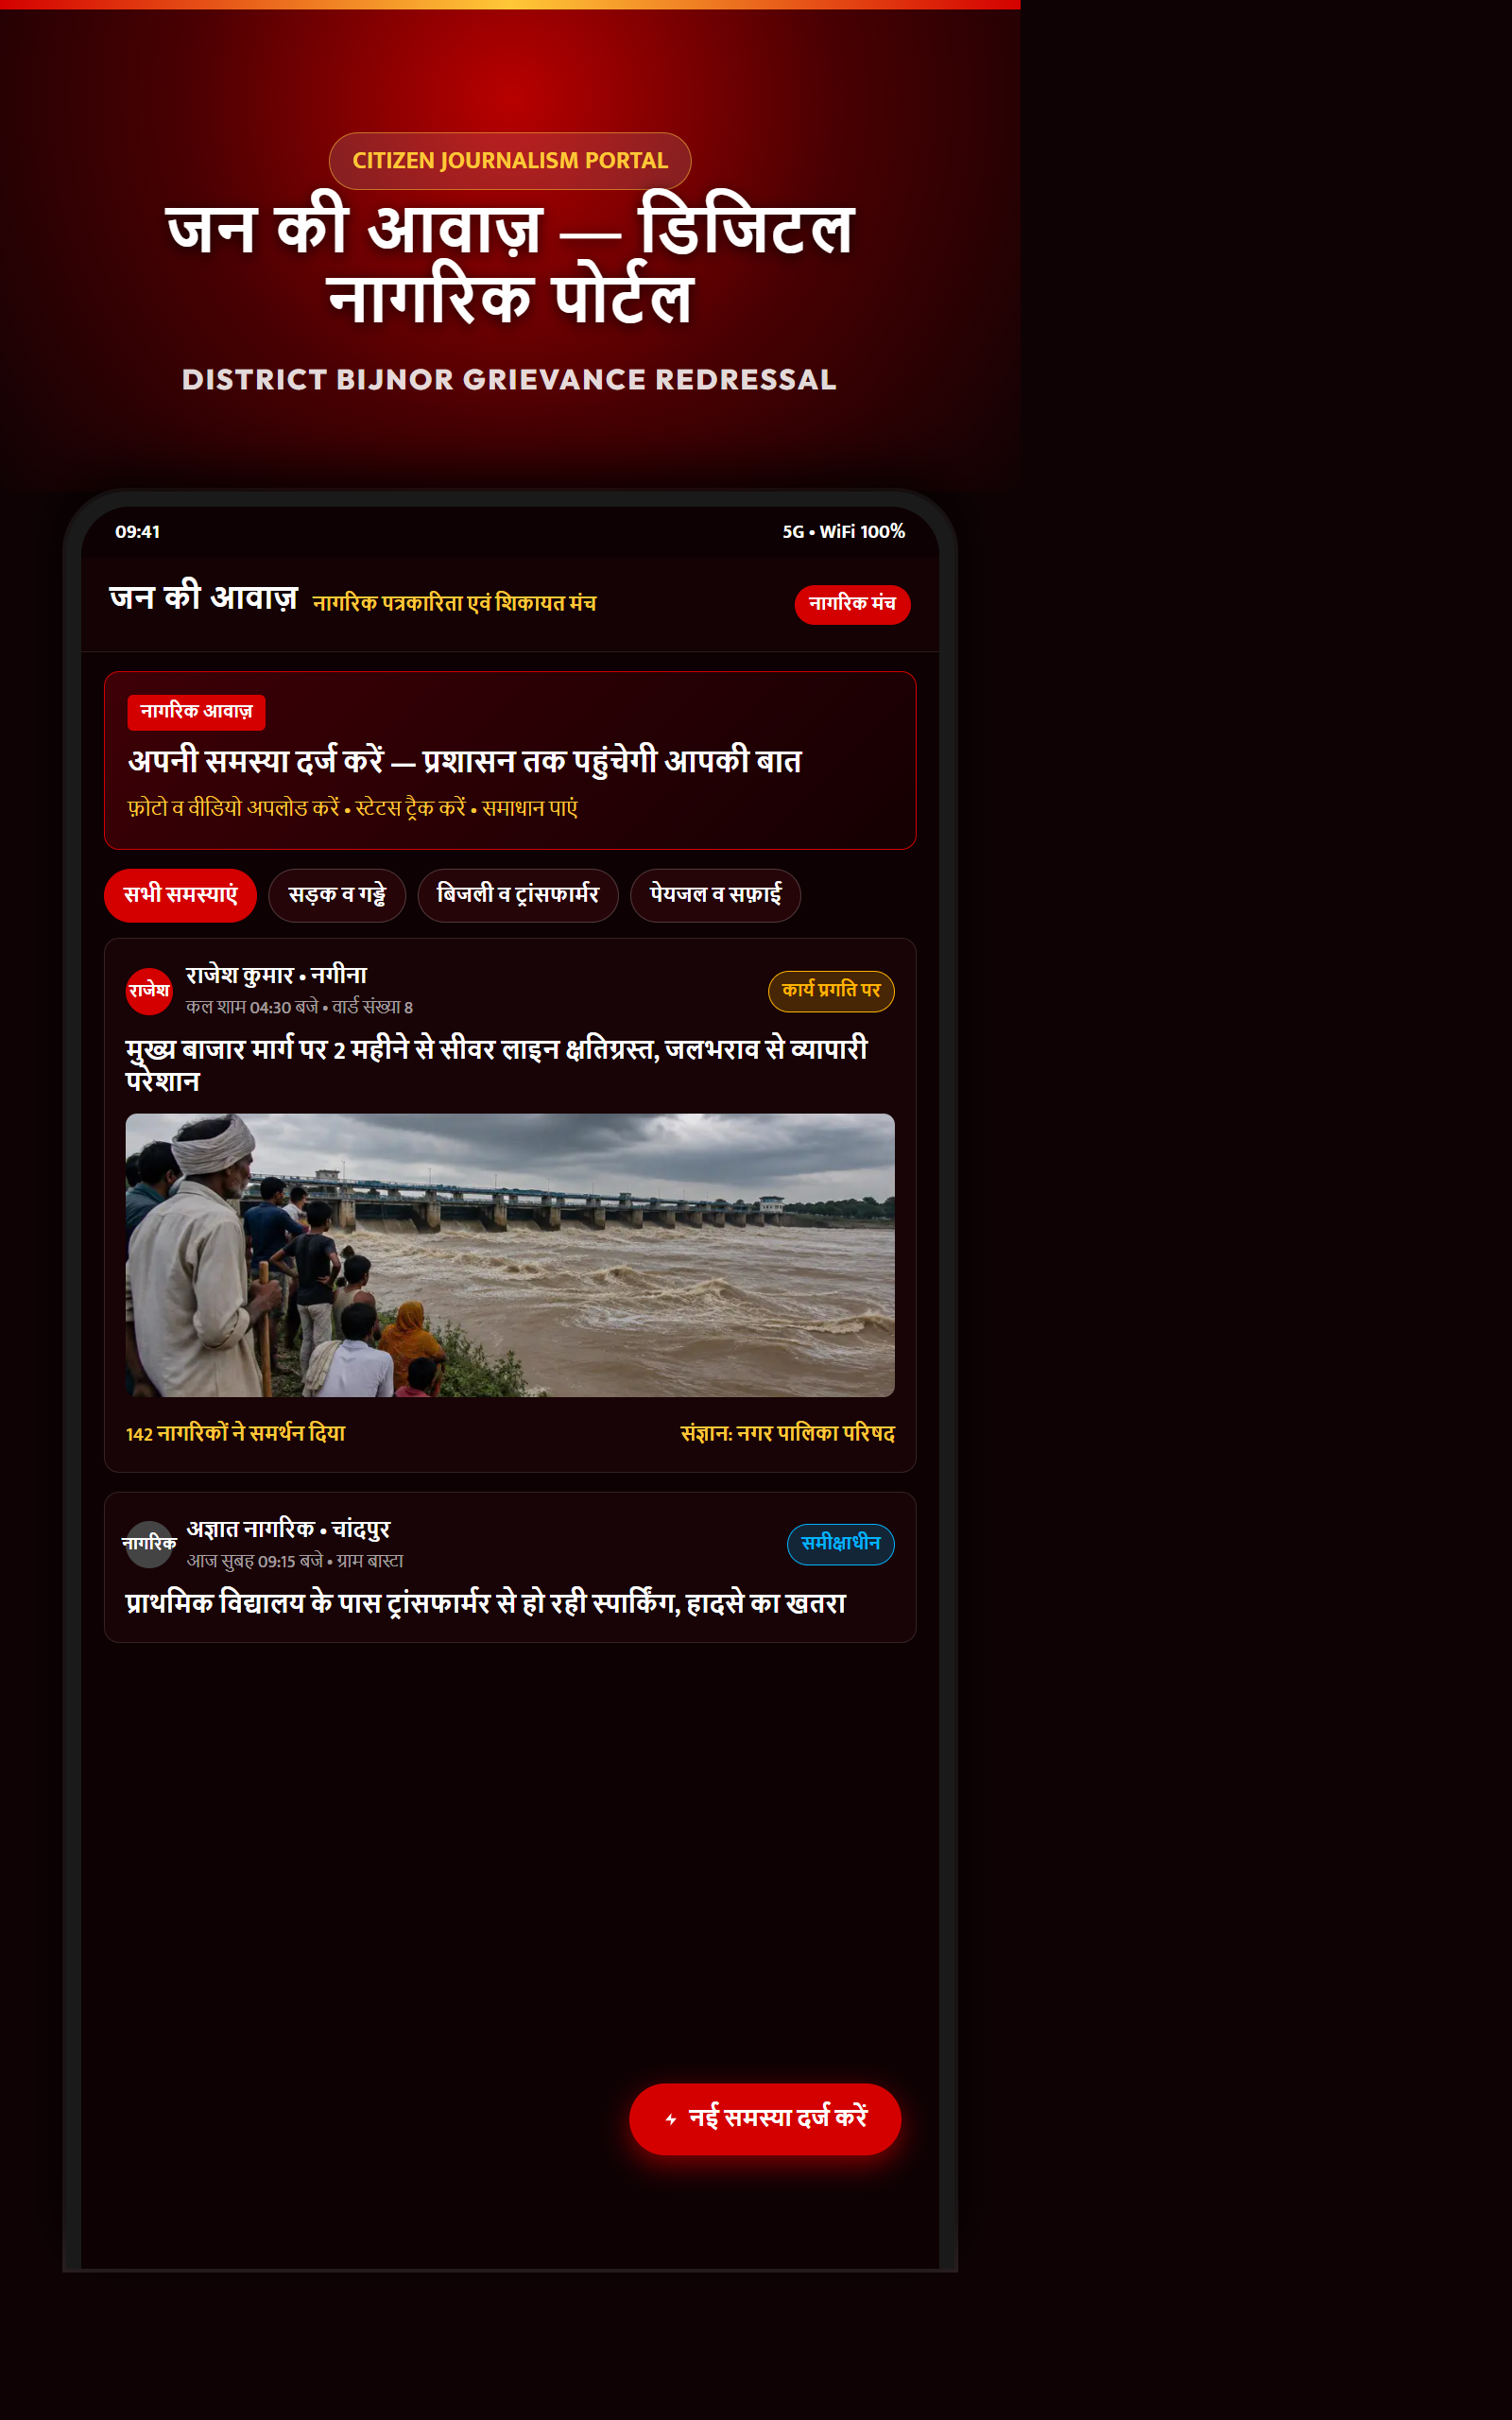 CITIZEN JOURNALISM PORTAL
जन की आवाज़ — डिजिटल
नागरिक पोर्टल
DISTRICT BIJNOR GRIEVANCE REDRESSAL
09:41
5G • WiFi 100%
जन की आवाज़ नागरिक पत्रकारिता एवं शिकायत मंच
नागरिक मंच
नागरिक आवाज़
अपनी समस्या दर्ज करें — प्रशासन तक पहुंचेगी आपकी बात
फ़ोटो व वीडियो अपलोड करें • स्टेटस ट्रैक करें • समाधान पाएं
सभी समस्याएं
सड़क व गड्ढे
बिजली व ट्रांसफार्मर
पेयजल व सफ़ाई
राजेश
राजेश कुमार • नगीना
कल शाम 04:30 बजे • वार्ड संख्या 8
कार्य प्रगति पर
मुख्य बाजार मार्ग पर 2 महीने से सीवर लाइन क्षतिग्रस्त, जलभराव से व्यापारी
परेशान
142 नागरिकों ने समर्थन दिया
संज्ञान: नगर पालिका परिषद
नागरिक
अज्ञात नागरिक • चांदपुर
आज सुबह 09:15 बजे • ग्राम बास्टा
समीक्षाधीन
प्राथमिक विद्यालय के पास ट्रांसफार्मर से हो रही स्पार्किंग, हादसे का खतरा
नई समस्या दर्ज करें